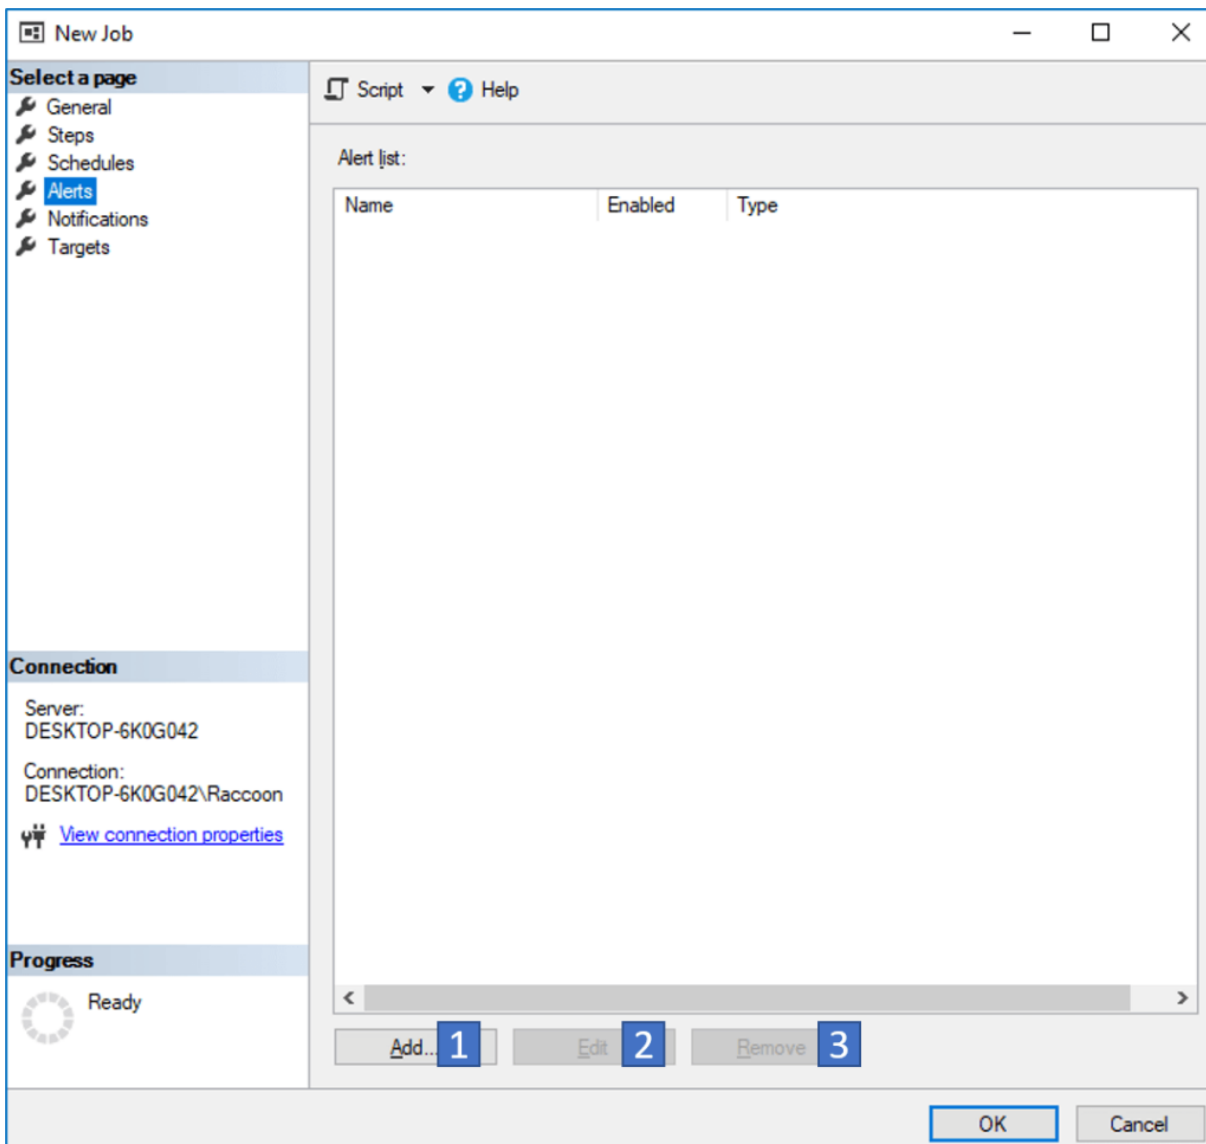 New Job
Select a page
General
Steps
Schedules
Alerts
Notifications
Targets
Script
Help
Alert list:
Name Enabled Type
Connection
Server:
DESKTOP-6K0G042
Connection:
DESKTOP-6K0G042\Raccoon
View connection properties
Progress
Ready
Add... 1 Edit 2 Remove 3
OK Cancel